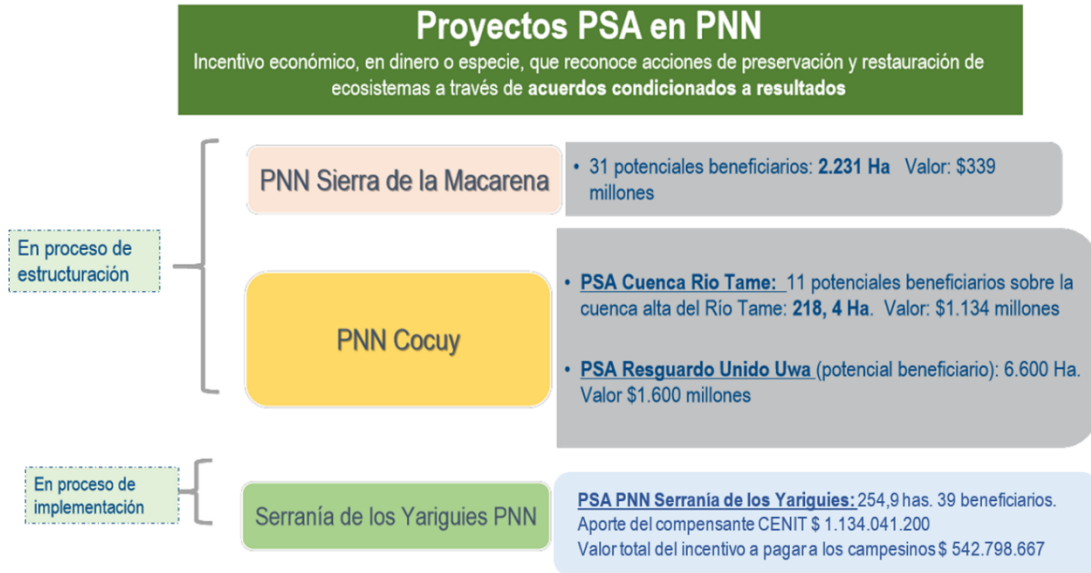 Proyectos PSA en PNN
Incentivo económico, en dinero o especie, que reconoce acciones de preservación y restauración de
ecosistemas a través de acuerdos condicionados a resultados
En proceso de
estructuración
PNN Sierra de la Macarena
• 31 potenciales beneficiarios: 2.231 Ha Valor: $339
millones
PNN Cocuy
• PSA Cuenca Rio Tame: 11 potenciales beneficiarios sobre la
cuenca alta del Río Tame: 218, 4 Ha. Valor: $1.134 millones
• PSA Resguardo Unido Uwa (potencial beneficiario): 6.600 Ha.
Valor $1.600 millones
En proceso de
implementación
Serranía de los Yariguies PNN
PSA PNN Serranía de los Yariguies: 254,9 has. 39 beneficiarios.
Aporte del compensante CENIT $ 1.134.041.200
Valor total del incentivo a pagar a los campesinos $ 542.798.667